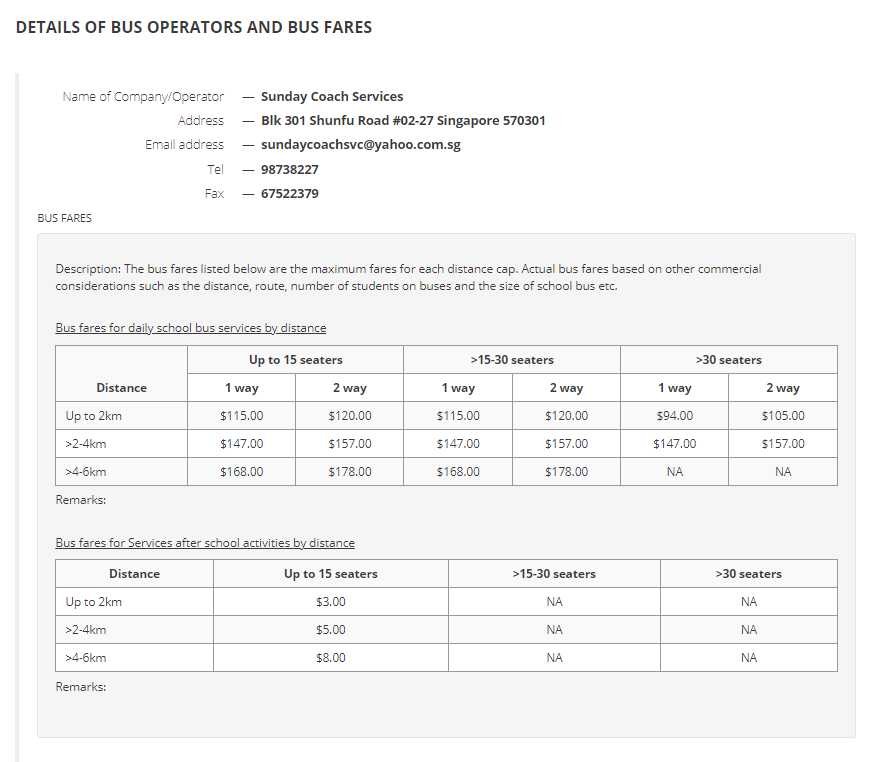 DETAILS OF BUS OPERATORS AND BUS FARES
Name of Company/Operator — Sunday Coach Services
Address — Blk 301 Shunfu Road #02-27 Singapore 570301
Email address — sundaycoachsvc@yahoo.com.sg
Tel — 98738227
Fax — 67522379
BUS FARES
Description: The bus fares listed below are the maximum fares for each distance cap. Actual bus fares based on other commercial
considerations such as the distance, route, number of students on buses and the size of school bus etc.
Bus fares for daily school bus services by distance
Up to 15 seaters >15-30 seaters >30 seaters
Distance 1 way 2 way 1 way 2 way 1 way 2 way
Up to 2km $115.00 $120.00 $115.00 $120.00 $94.00 $105.00
>2-4km $147.00 $157.00 $147.00 $157.00 $147.00 $157.00
>4-6km $168.00 $178.00 $168.00 $178.00 NA NA
Remarks:
Bus fares for Services after school activities by distance
Distance Up to 15 seaters >15-30 seaters >30 seaters
Up to 2km $3.00 NA NA
>2-4km $5.00 NA NA
>4-6km $8.00 NA NA
Remarks: